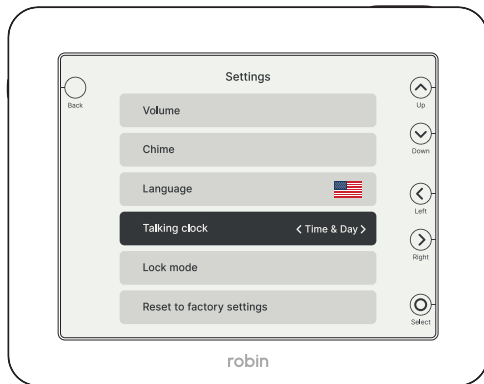 Settings
Back
Up
Volume
Chime
Down
Language
Left
Talking clock < Time & Day >
Right
Lock mode
Reset to factory settings
Select
robin